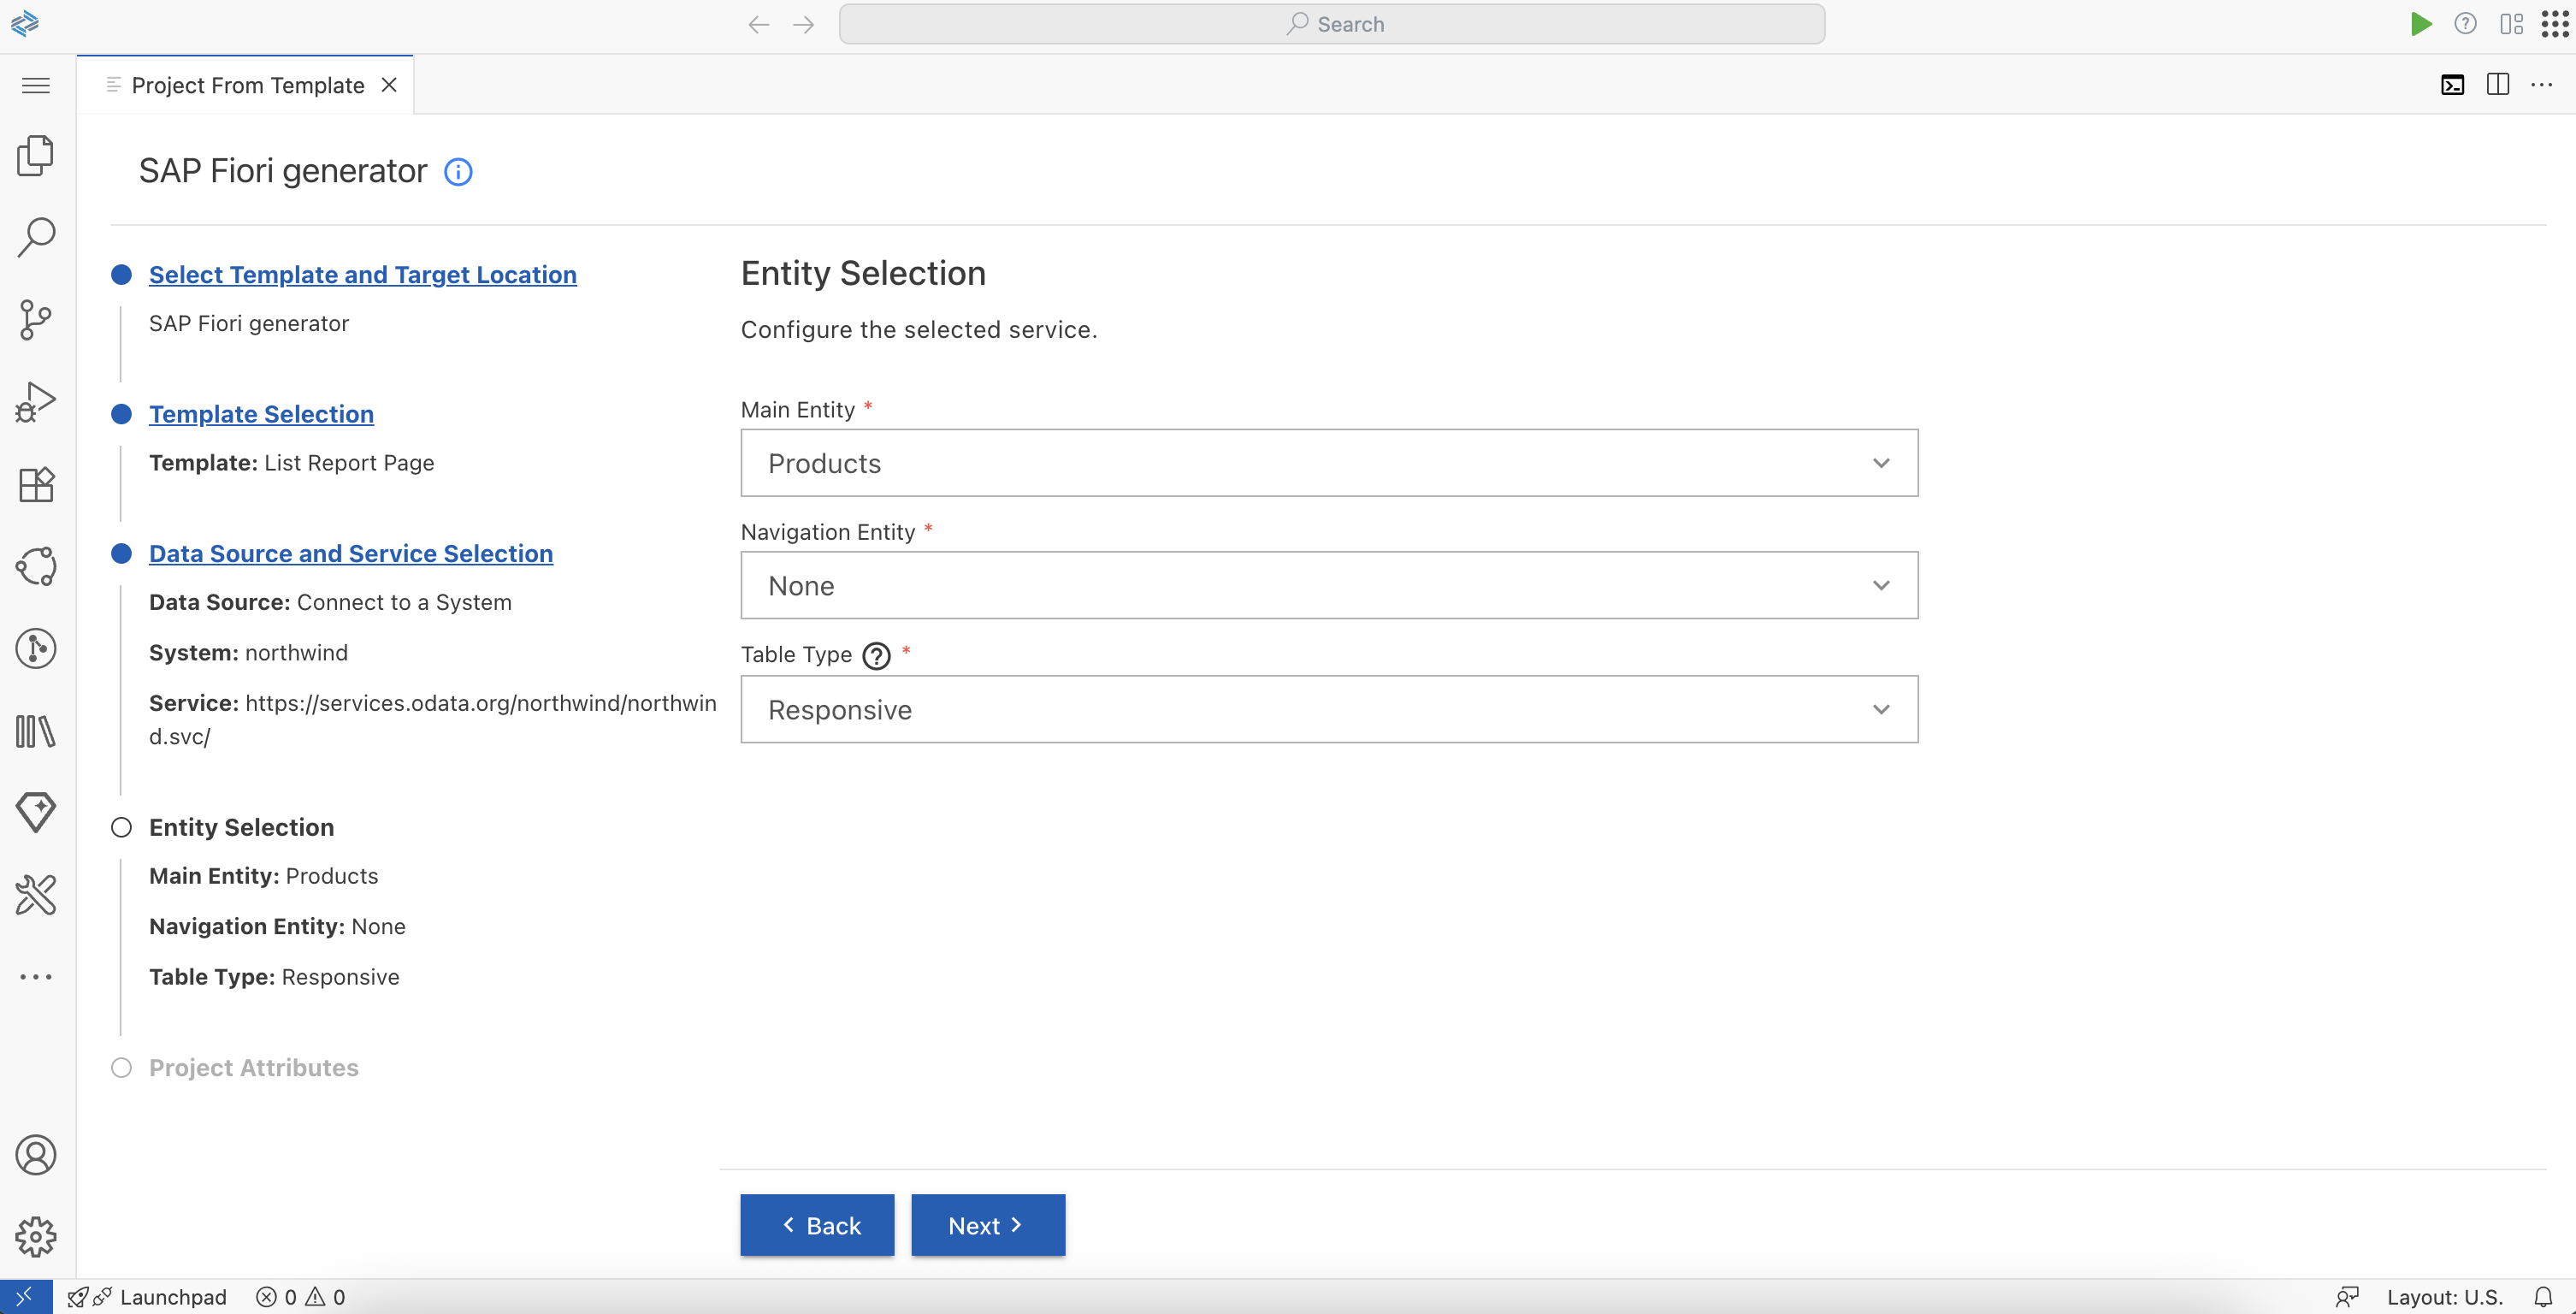 Search
Project From Template
SAP Fiori generator
Select Template and Target Location
SAP Fiori generator
Template Selection
Template: List Report Page
Data Source and Service Selection
Data Source: Connect to a System
System: northwind
Service: https://services.odata.org/northwind/northwin
d.svc/
Entity Selection
Main Entity: Products
Navigation Entity: None
Table Type: Responsive
Project Attributes
Entity Selection
Configure the selected service.
Main Entity *
Products
Navigation Entity *
None
Table Type ? *
Responsive
Back
Next
Launchpad
0
0
Layout: U.S.